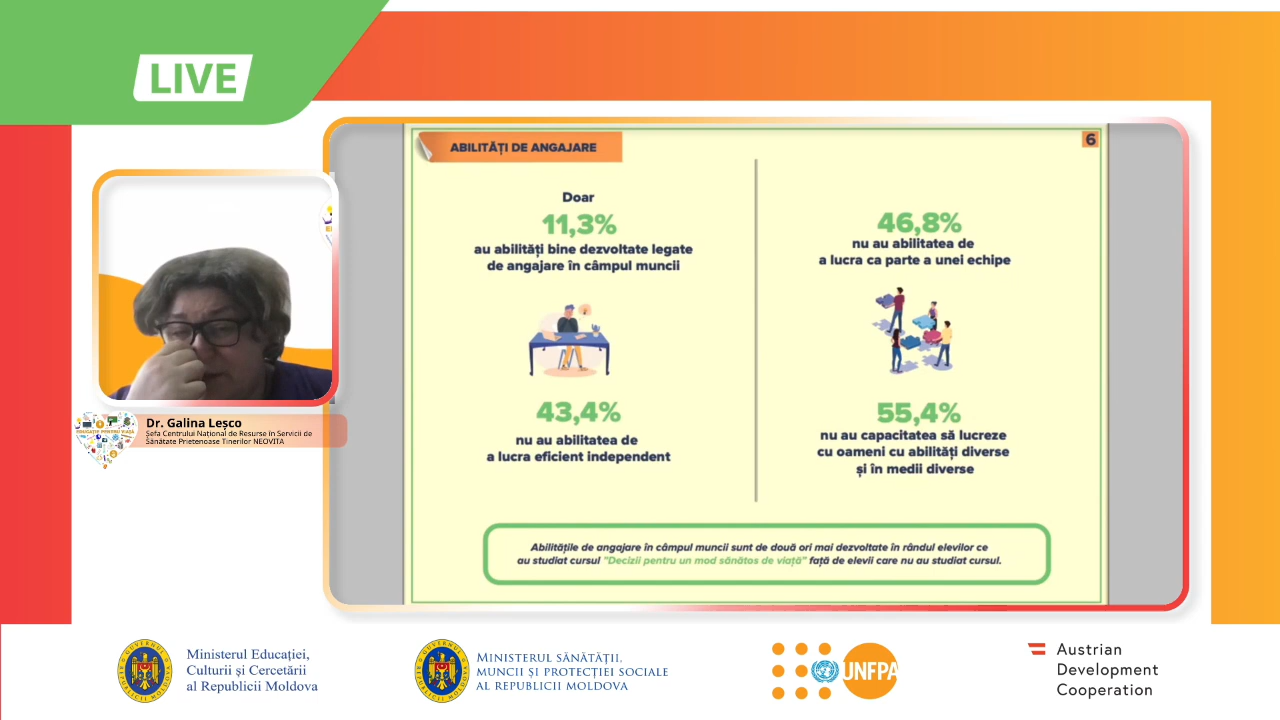 LIVE
ABILITĂȚI DE ANGAJARE
6
Doar
11,3%
au abilități bine dezvoltate legate
de angajare în câmpul muncii
43,4%
nu au abilitatea de
a lucra eficient independent
46,8%
nu au abilitatea de
a lucra ca parte a unei echipe
55,4%
nu au capacitatea să lucreze
cu oameni cu abilități diverse
și în medii diverse
Abilitățile de angajare în câmpul muncii sunt de două ori mai dezvoltate în rândul elevilor ce
au studiat cursul "Decizii pentru un mod sănătos de viață" față de elevii care nu au studiat cursul.
EDUCAȚIE PENTRU VIAȚĂ
Dr. Galina Leșco
Șefa Centrului Național de Resurse în Servicii de
Sănătate Prietenoase Tinerilor NEOVITA
Ministerul Educației,
Culturii și Cercetării
al Republicii Moldova
MINISTERUL SĂNĂTĂȚII,
MUNCII ȘI PROTECȚIEI SOCIALE
AL REPUBLICII MOLDOVA
UNFPA
Austrian
Development
Cooperation